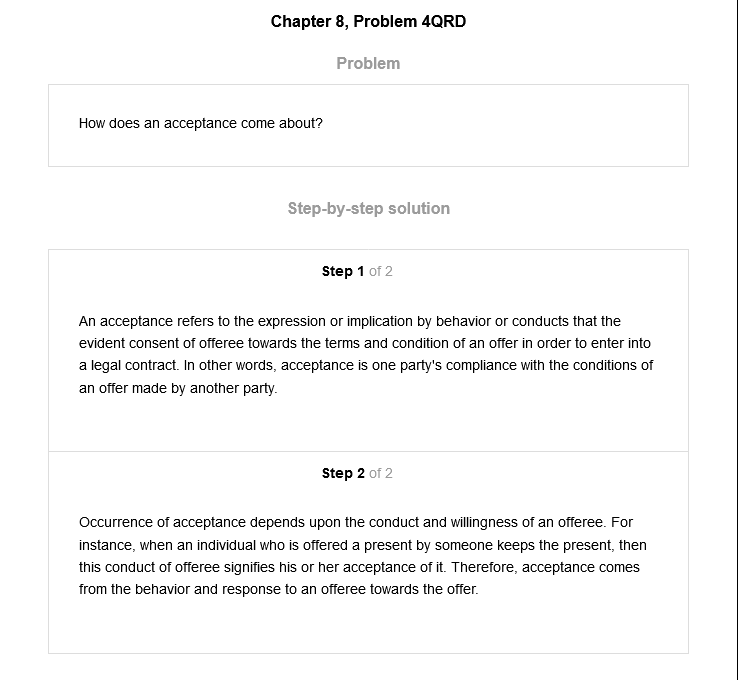 Chapter 8, Problem 4QRD
Problem
How does an acceptance come about?
Step-by-step solution
Step 1 of 2
An acceptance refers to the expression or implication by behavior or conducts that the
evident consent of offeree towards the terms and condition of an offer in order to enter into
a legal contract. In other words, acceptance is one party's compliance with the conditions of
an offer made by another party.
Step 2 of 2
Occurrence of acceptance depends upon the conduct and willingness of an offeree. For
instance, when an individual who is offered a present by someone keeps the present, then
this conduct of offeree signifies his or her acceptance of it. Therefore, acceptance comes
from the behavior and response to an offeree towards the offer.